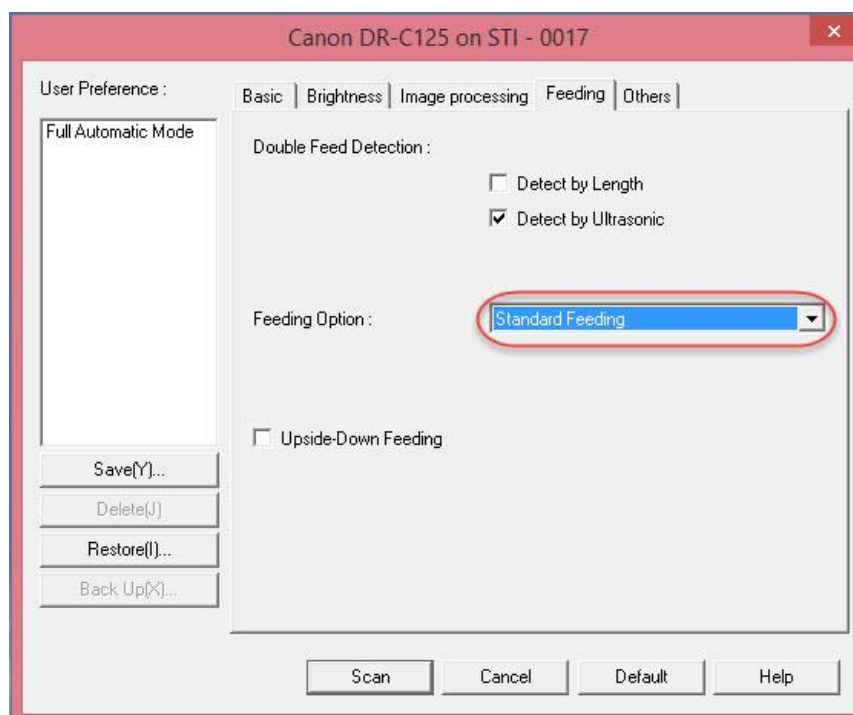 Canon DR-C125 on STI - 0017
User Preference :
Full Automatic Mode
Save(Y)...
Delete(J)
Restore(I)...
Back Up(X)...
Basic Brightness Image processing Feeding Others
Double Feed Detection :
Detect by Length
Detect by Ultrasonic
Feeding Option :
Standard Feeding
Upside-Down Feeding
Scan Cancel Default Help